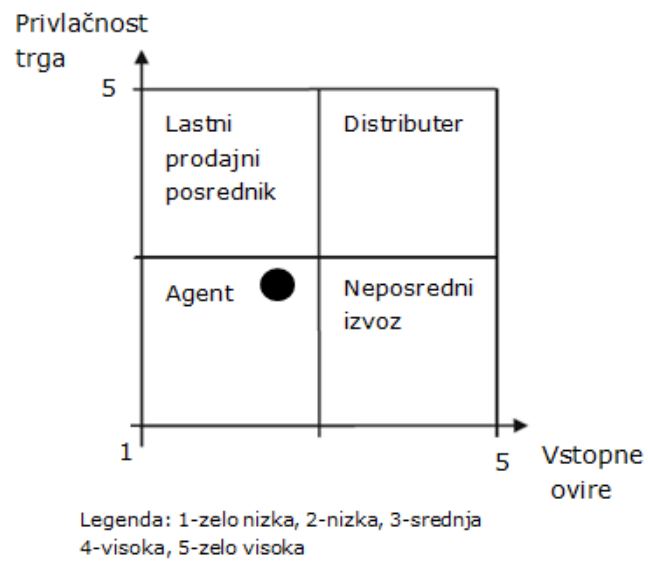 Privlačnost
trga
5
Lastni
prodajni
posrednik
Distributer
Agent
Neposredni
izvoz
1
5
Vstopne
ovire
Legenda: 1-zelo nizka, 2-nizka, 3-srednja
4-visoka, 5-zelo visoka